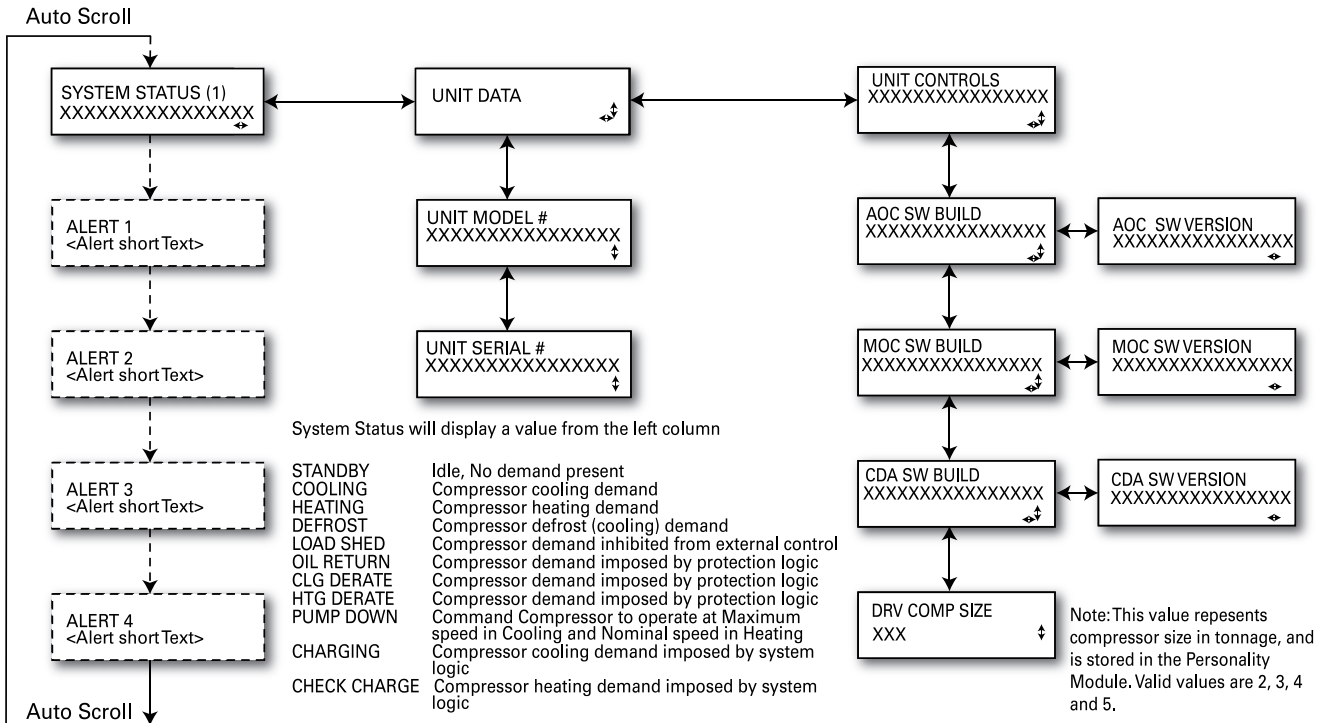 Auto Scroll
SYSTEM STATUS (1)
XXXXXXXXXXXXXXXXX
ALERT 1
<Alert short Text>
ALERT 2
<Alert short Text>
ALERT 3
<Alert short Text>
ALERT 4
<Alert short Text>
Auto Scroll
UNIT DATA
UNIT MODEL #
XXXXXXXXXXXXXXXX
UNIT SERIAL #
XXXXXXXXXXXXXXXX
System Status will display a value from the left column
STANDBY Idle, No demand present
COOLING Compressor cooling demand
HEATING Compressor heating demand
DEFROST Compressor defrost (cooling) demand
LOAD SHED Compressor demand inhibited from external control
OIL RETURN Compressor demand imposed by protection logic
CLG DERATE Compressor demand imposed by protection logic
HTG DERATE Compressor demand imposed by protection logic
PUMP DOWN Command Compressor to operate at Maximum
speed in Cooling and Nominal speed in Heating
CHARGING Compressor cooling demand imposed by system
logic
CHECK CHARGE Compressor heating demand imposed by system
logic
UNIT CONTROLS
XXXXXXXXXXXXXXXX
AOC SW BUILD
XXXXXXXXXXXXXXXX
AOC SW VERSION
XXXXXXXXXXXXXXXX
MOC SW BUILD
XXXXXXXXXXXXXXXX
MOC SW VERSION
XXXXXXXXXXXXXXXX
CDA SW BUILD
XXXXXXXXXXXXXXXX
CDA SW VERSION
XXXXXXXXXXXXXXXX
DRV COMP SIZE
XXX
Note: This value repesents
compressor size in tonnage, and
is stored in the Personality
Module. Valid values are 2, 3, 4
and 5.